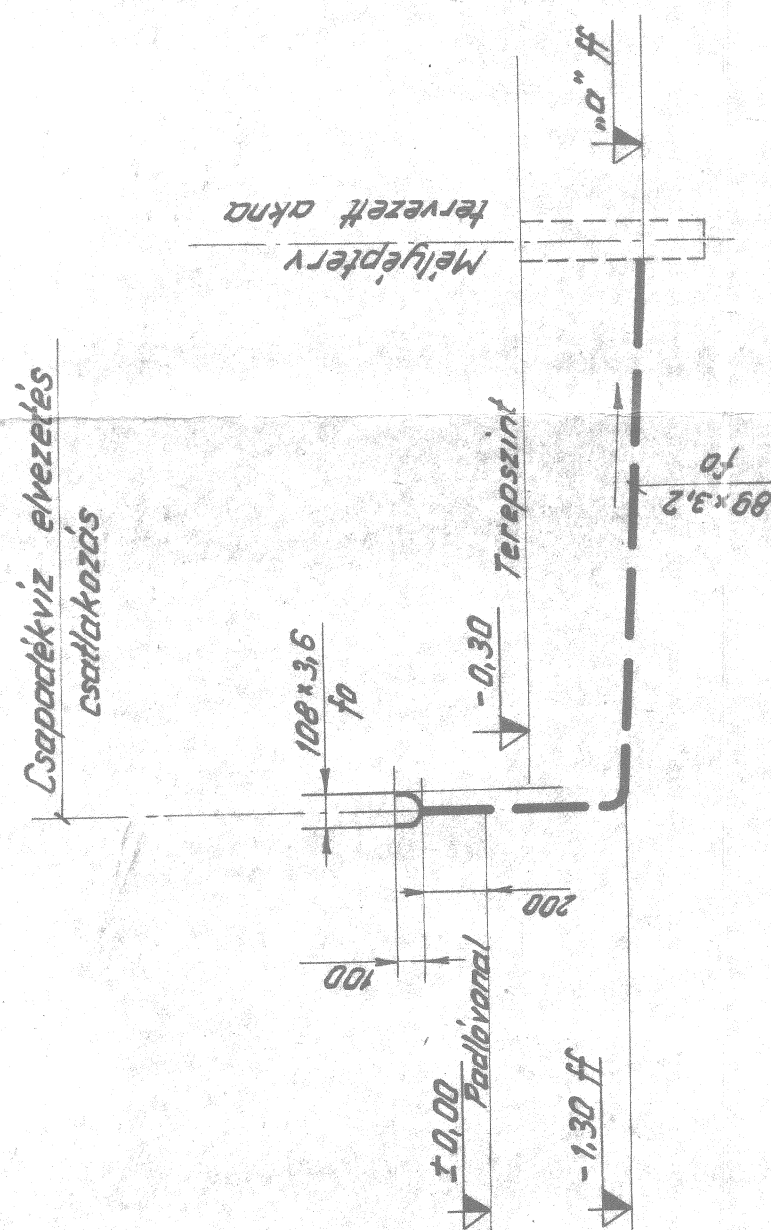 Csapadékvíz elvezetés
csatlakozás
Mélyépterv
tervezett akna
"a" ff
108×3,6
fo
-0,30
Terepszint
89×3,2
fo
100
200
±0,00
Padlóvonal
-1,30 ff